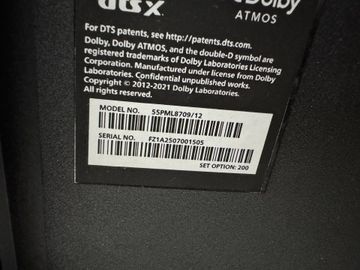 dts x Dolby
ATMOS
For DTS patents, see http://patents.dts.com.
Dolby, Dolby ATMOS, and the double-D symbol are
registered trademarks of Dolby Laboratories Licensing
Corporation. Manufactured under license from Dolby
Laboratories. Confidential unpublished works.
Copyright © 2012-2021 Dolby Laboratories.
All rights reserved.
MODEL NO. 55PML8709/12
SERIAL NO. FZ1A2507001505
SET OPTION: 200